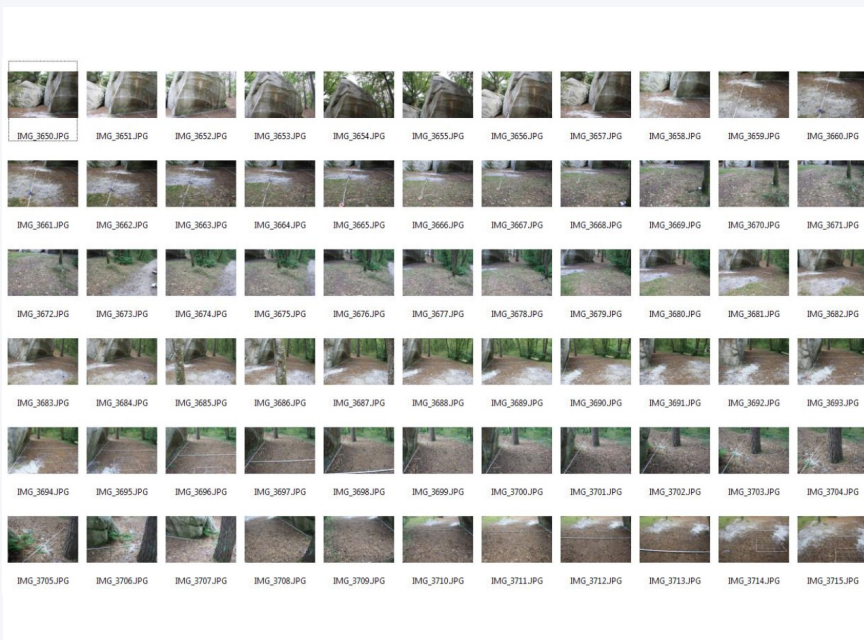 IMG_3650.JPG IMG_3651.JPG IMG_3652.JPG IMG_3653.JPG IMG_3654.JPG IMG_3655.JPG IMG_3656.JPG IMG_3657.JPG IMG_3658.JPG IMG_3659.JPG IMG_3660.JPG
IMG_3661.JPG IMG_3662.JPG IMG_3663.JPG IMG_3664.JPG IMG_3665.JPG IMG_3666.JPG IMG_3667.JPG IMG_3668.JPG IMG_3669.JPG IMG_3670.JPG IMG_3671.JPG
IMG_3672.JPG IMG_3673.JPG IMG_3674.JPG IMG_3675.JPG IMG_3676.JPG IMG_3677.JPG IMG_3678.JPG IMG_3679.JPG IMG_3680.JPG IMG_3681.JPG IMG_3682.JPG
IMG_3683.JPG IMG_3684.JPG IMG_3685.JPG IMG_3686.JPG IMG_3687.JPG IMG_3688.JPG IMG_3689.JPG IMG_3690.JPG IMG_3691.JPG IMG_3692.JPG IMG_3693.JPG
IMG_3694.JPG IMG_3695.JPG IMG_3696.JPG IMG_3697.JPG IMG_3698.JPG IMG_3699.JPG IMG_3700.JPG IMG_3701.JPG IMG_3702.JPG IMG_3703.JPG IMG_3704.JPG
IMG_3705.JPG IMG_3706.JPG IMG_3707.JPG IMG_3708.JPG IMG_3709.JPG IMG_3710.JPG IMG_3711.JPG IMG_3712.JPG IMG_3713.JPG IMG_3714.JPG IMG_3715.JPG